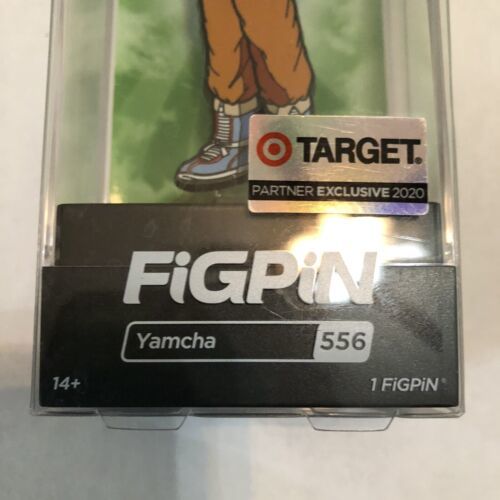 TARGET®
PARTNER EXCLUSIVE 2020
FiGPiN
Yamcha 556
14+ 1 FiGPiN®